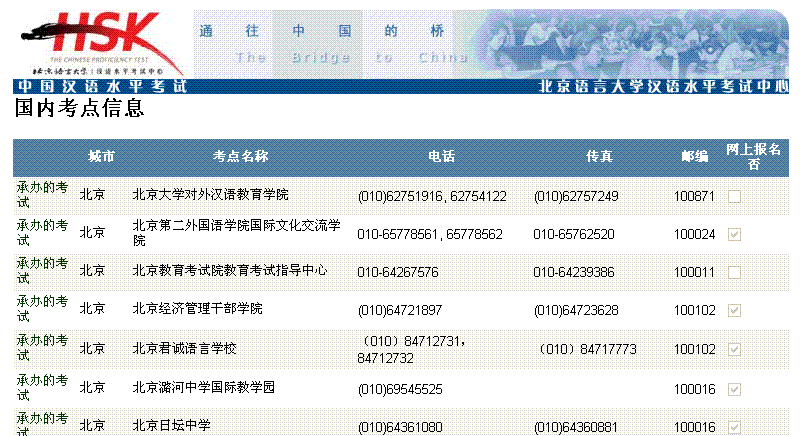 HSK
THE CHINESE PROFICIENCY TEST
北京语言大学汉语水平考试中心
通往中国的桥
The Bridge to China
中国汉语水平考试 北京语言大学汉语水平考试中心
国内考点信息
城市 考点名称 电话 传真 邮编 网上报名否
承办的考试 北京 北京大学对外汉语教育学院 (010)62751916, 62754122 (010)62757249 100871
承办的考试 北京 北京第二外国语学院国际文化交流学院 010-65778561, 65778562 010-65762520 100024
承办的考试 北京 北京教育考试院教育考试指导中心 010-64267576 010-64239386 100011
承办的考试 北京 北京经济管理干部学院 (010)64721897 (010)64723628 100102
承办的考试 北京 北京君诚语言学校 （010）84712731，84712732 （010）84717773 100102
承办的考试 北京 北京潞河中学国际教学园 (010)69545525 100016
承办的考试 北京 北京日坛中学 (010)64361080 (010)64360881 100016